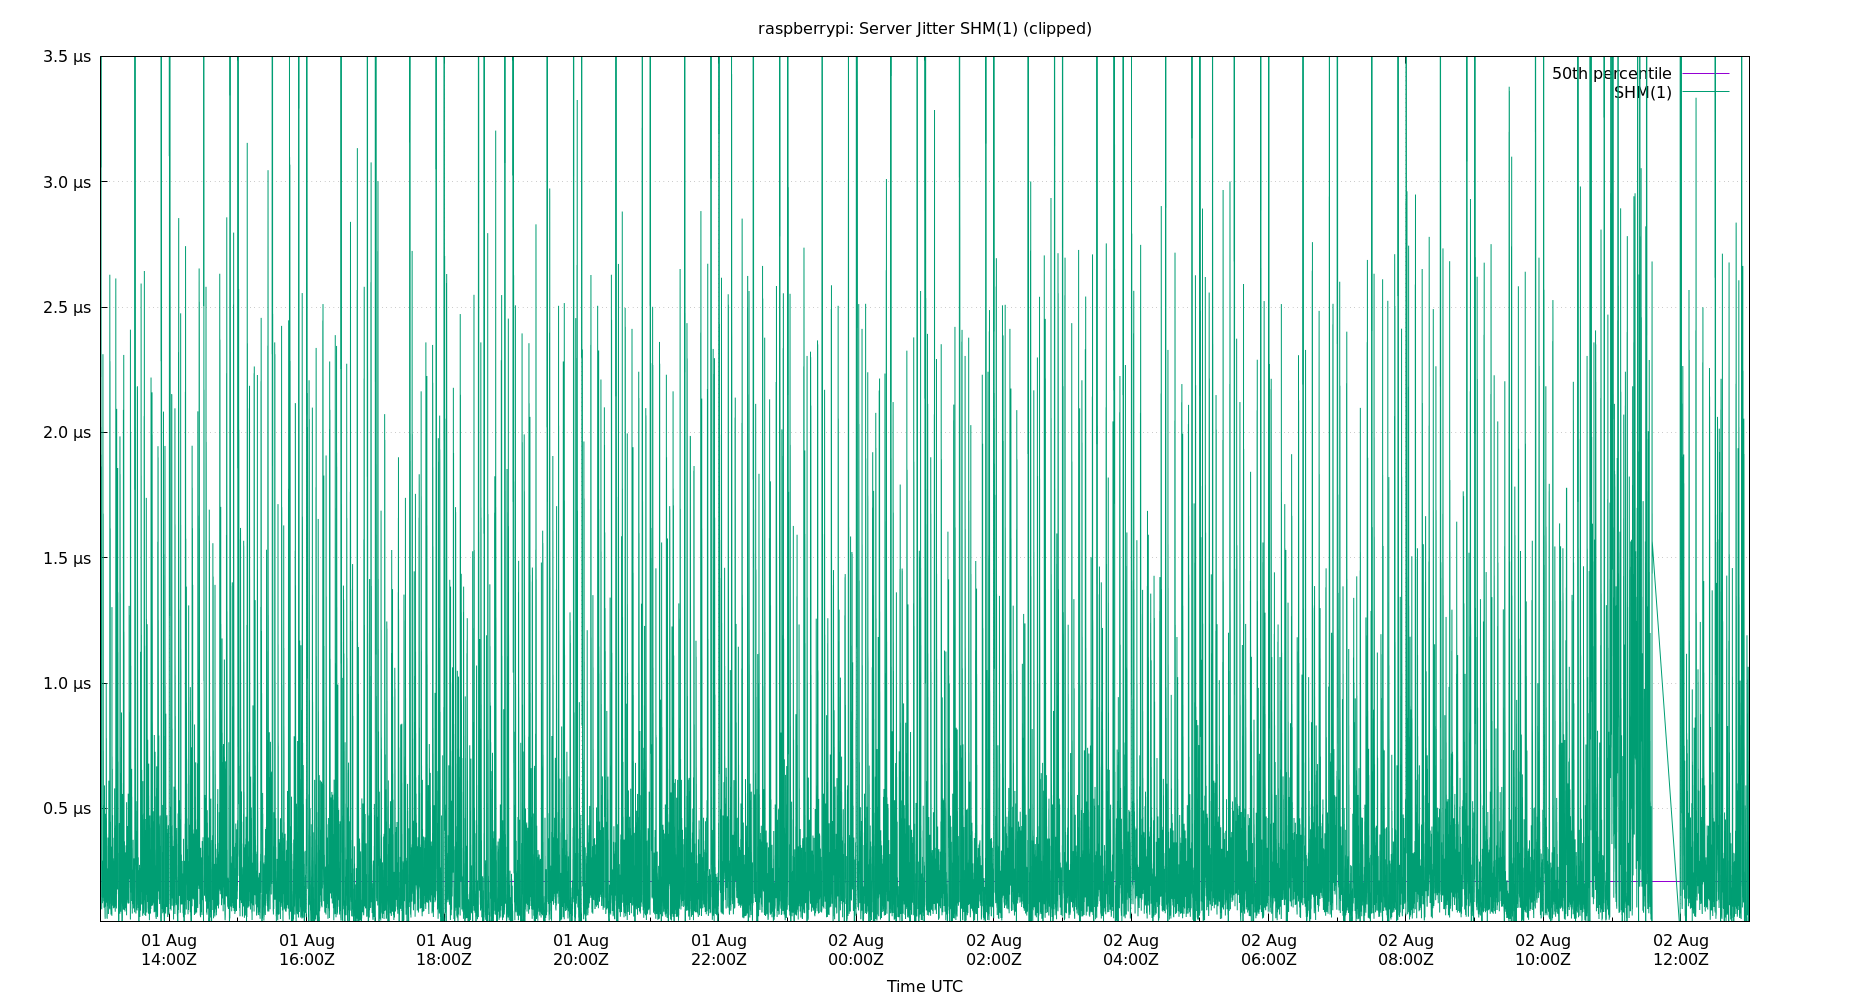 raspberrypi: Server Jitter SHM(1) (clipped)
3.5 µs
3.0 µs
2.5 µs
2.0 µs
1.5 µs
1.0 µs
0.5 µs
50th percentile
SHM(1)
01 Aug 01 Aug 01 Aug 01 Aug 01 Aug 02 Aug 02 Aug 02 Aug 02 Aug 02 Aug 02 Aug 02 Aug
14:00Z 16:00Z 18:00Z 20:00Z 22:00Z 00:00Z 02:00Z 04:00Z 06:00Z 08:00Z 10:00Z 12:00Z
Time UTC